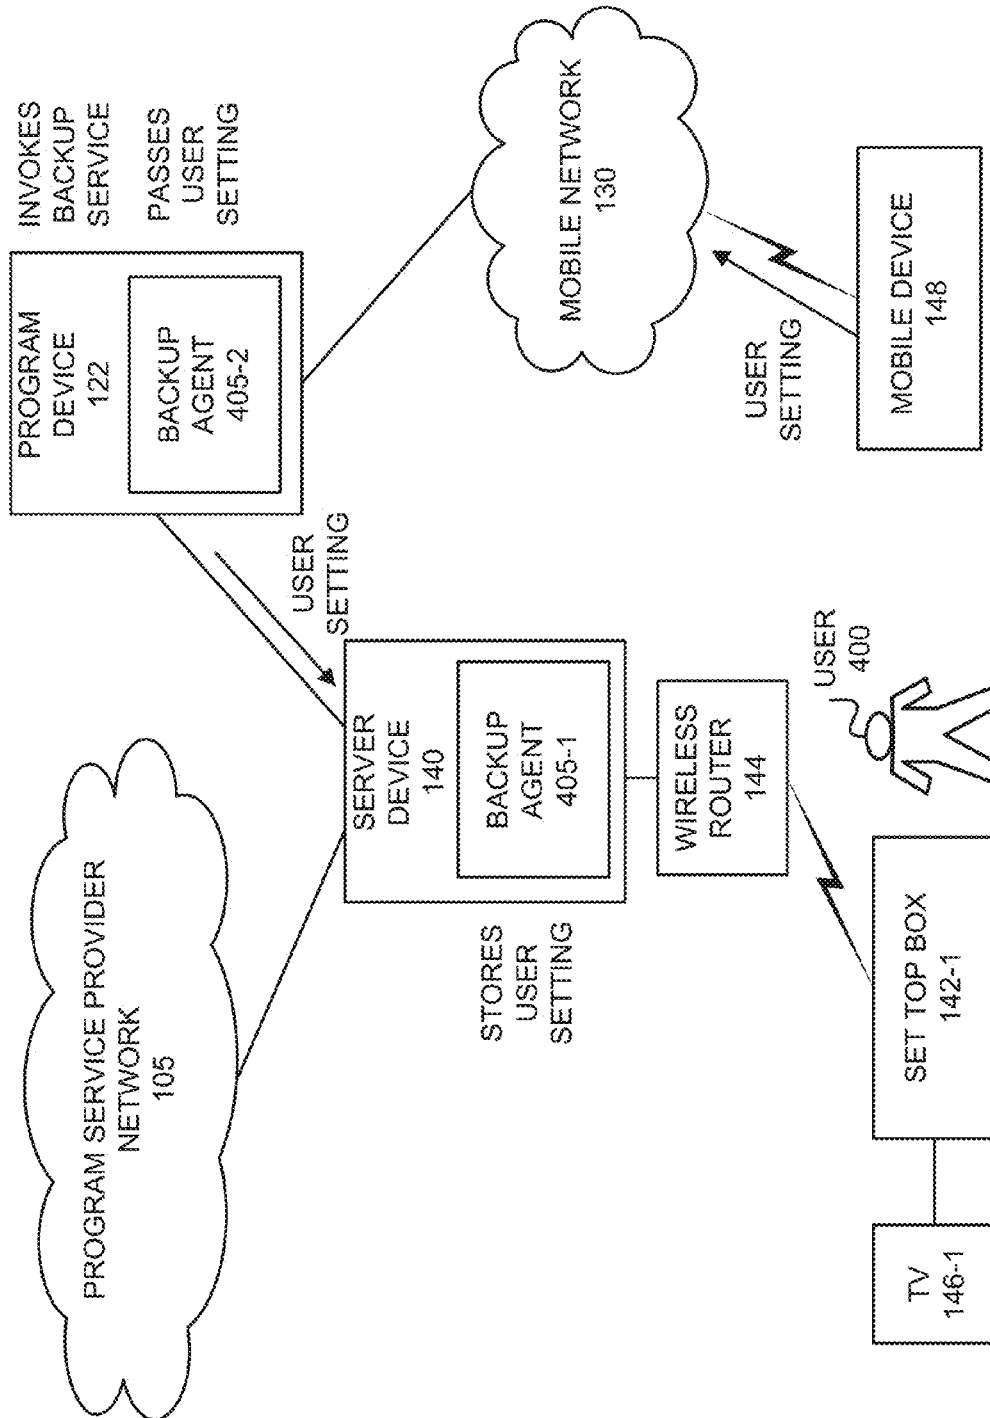 PROGRAM SERVICE PROVIDER
NETWORK
105
PROGRAM
DEVICE
122
BACKUP
AGENT
405-2
INVOKES
BACKUP
SERVICE
PASSES
USER
SETTING
USER
SETTING
SERVER
DEVICE
140
BACKUP
AGENT
405-1
STORES
USER
SETTING
MOBILE NETWORK
130
WIRELESS
ROUTER
144
USER
SETTING
TV
146-1
SET TOP BOX
142-1
USER
400
MOBILE DEVICE
148